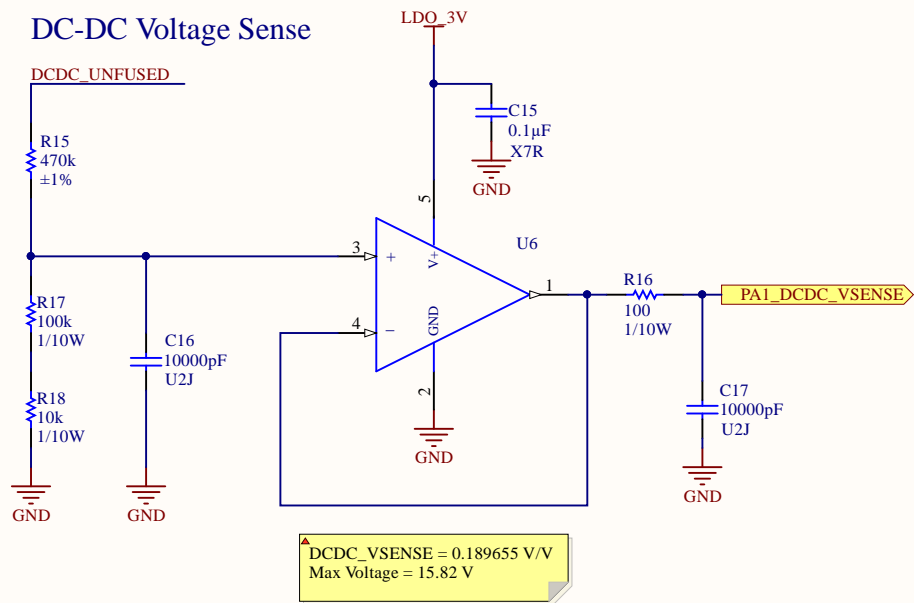 DC-DC Voltage Sense
LDO_3V
DCDC_UNFUSED
C15
0.1µF
X7R
GND
R15
470k
±1%
5
U6
3
+
V+
1
R16
100
1/10W
PA1_DCDC_VSENSE
R17
100k
1/10W
4
−
GND
C16
10000pF
U2J
2
R18
10k
1/10W
C17
10000pF
U2J
GND
GND
GND
GND
DCDC_VSENSE = 0.189655 V/V
Max Voltage = 15.82 V